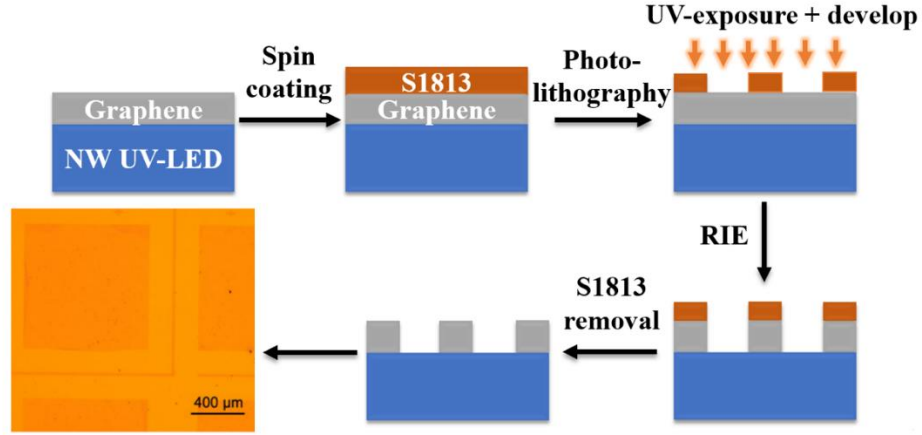 UV-exposure + develop
Spin
coating
S1813
Graphene
Photo-
lithography
Graphene
NW UV-LED
RIE
S1813
removal
400 µm